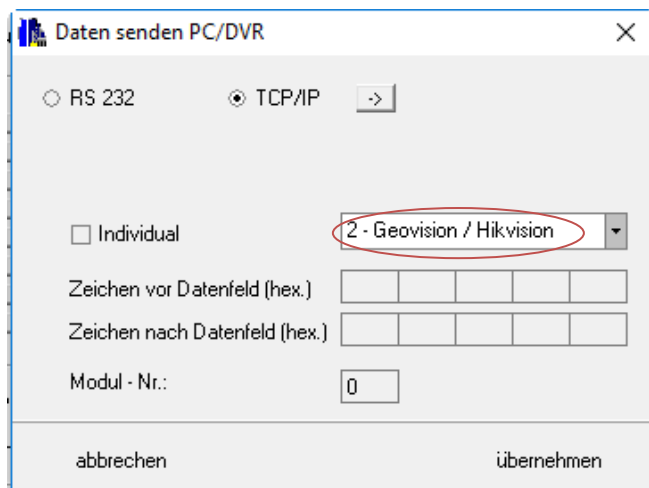 Daten senden PC/DVR
RS 232 TCP/IP ->
Individual 2 - Geovision / Hikvision
Zeichen vor Datenfeld (hex.)
Zeichen nach Datenfeld (hex.)
Modul - Nr.: 0
abbrechen übernehmen